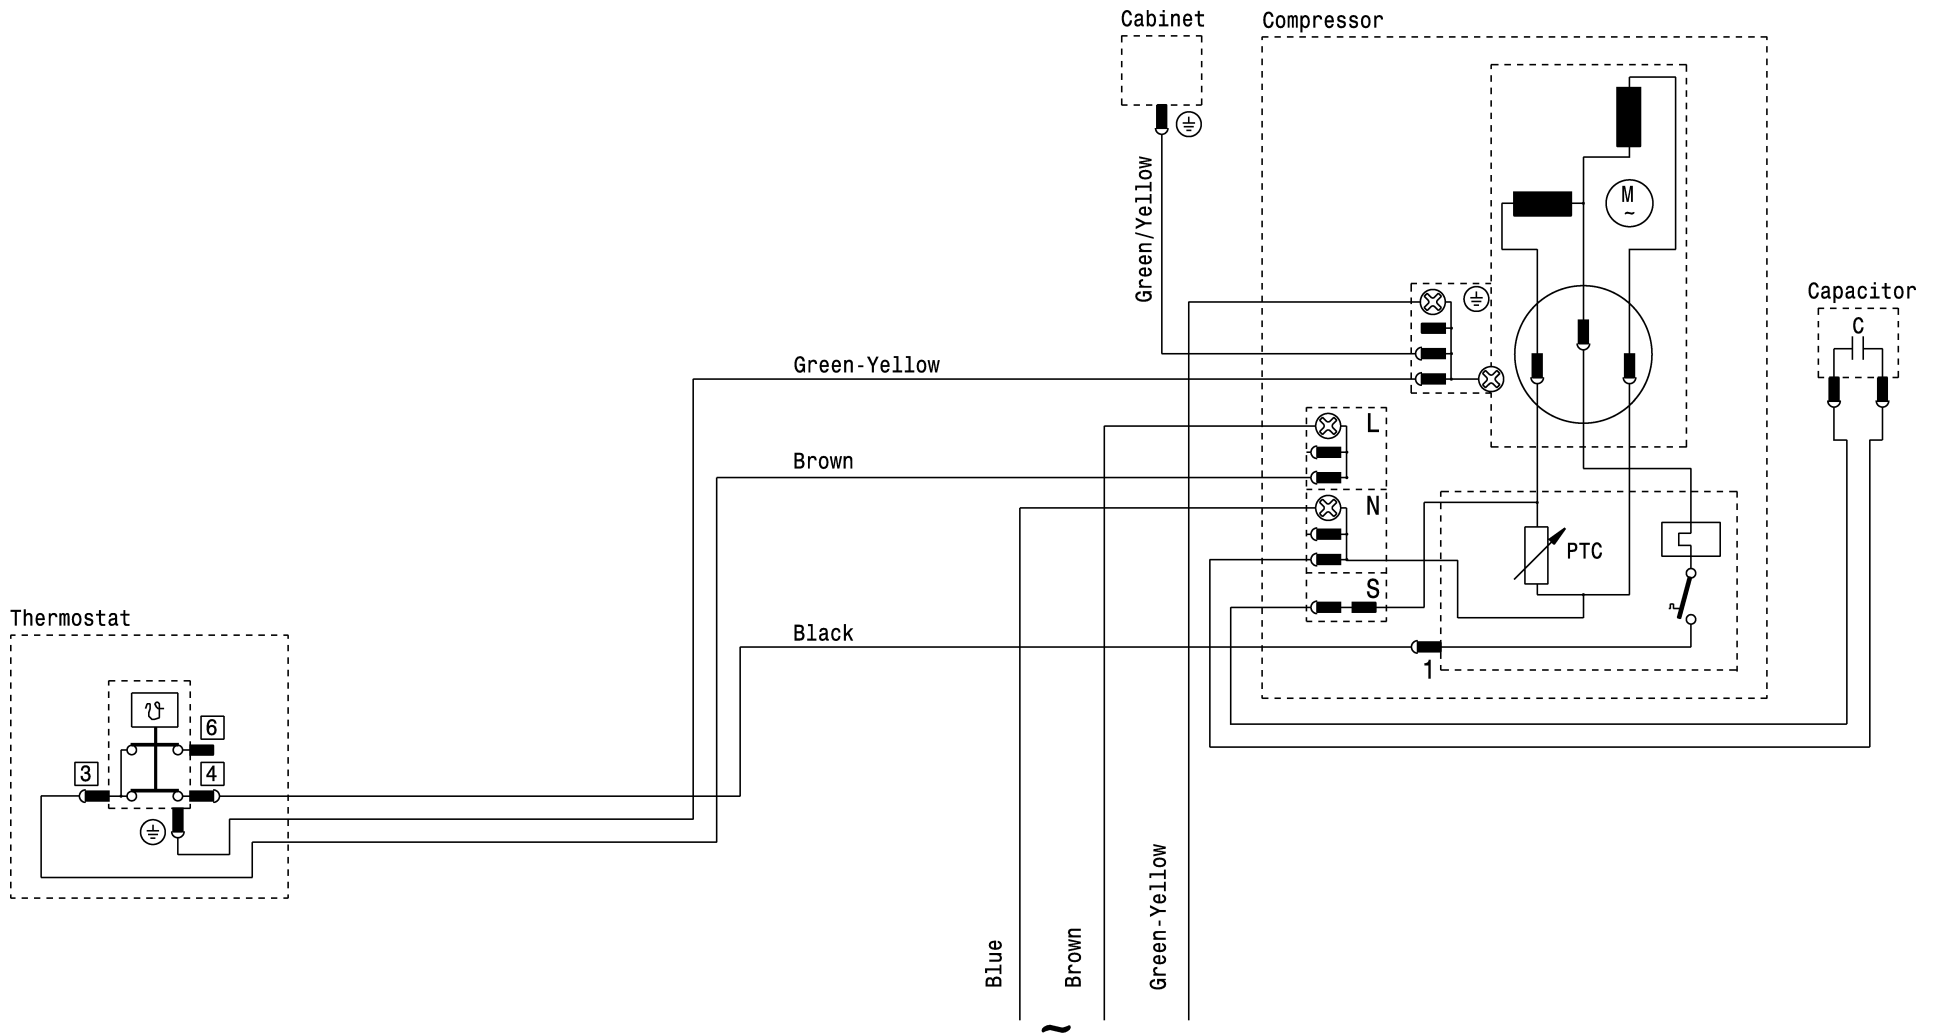 Cabinet
Compressor
M
~
Green/Yellow
Capacitor
C
Green-Yellow
L
Brown
N
PTC
S
Thermostat
Black
1
ϑ
6
3
4
Blue
Brown
Green-Yellow
~